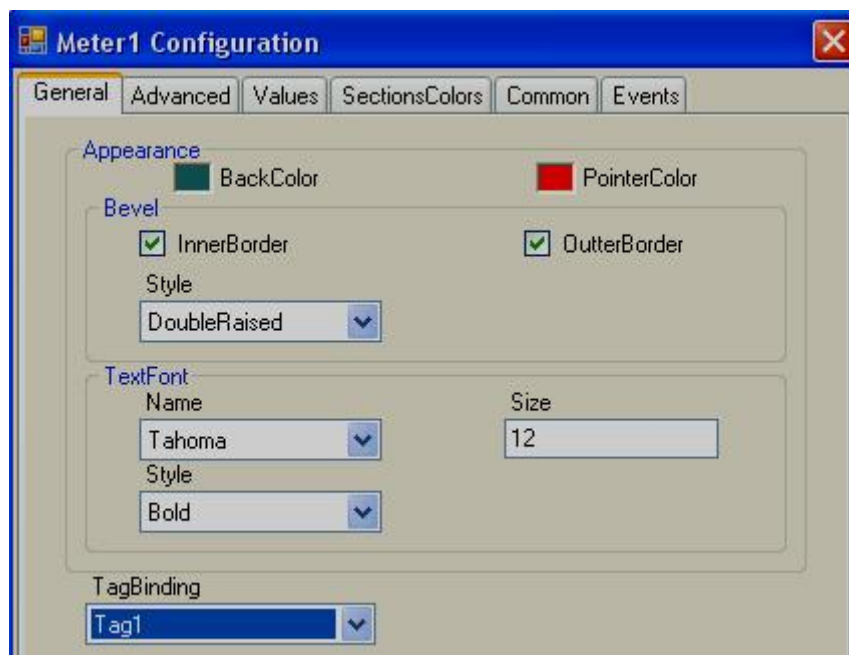 Meter1 Configuration
General Advanced Values SectionsColors Common Events
Appearance
BackColor PointerColor
Bevel
InnerBorder OutterBorder
Style
DoubleRaised
TextFont
Name Size
Tahoma 12
Style
Bold
TagBinding
Tag1